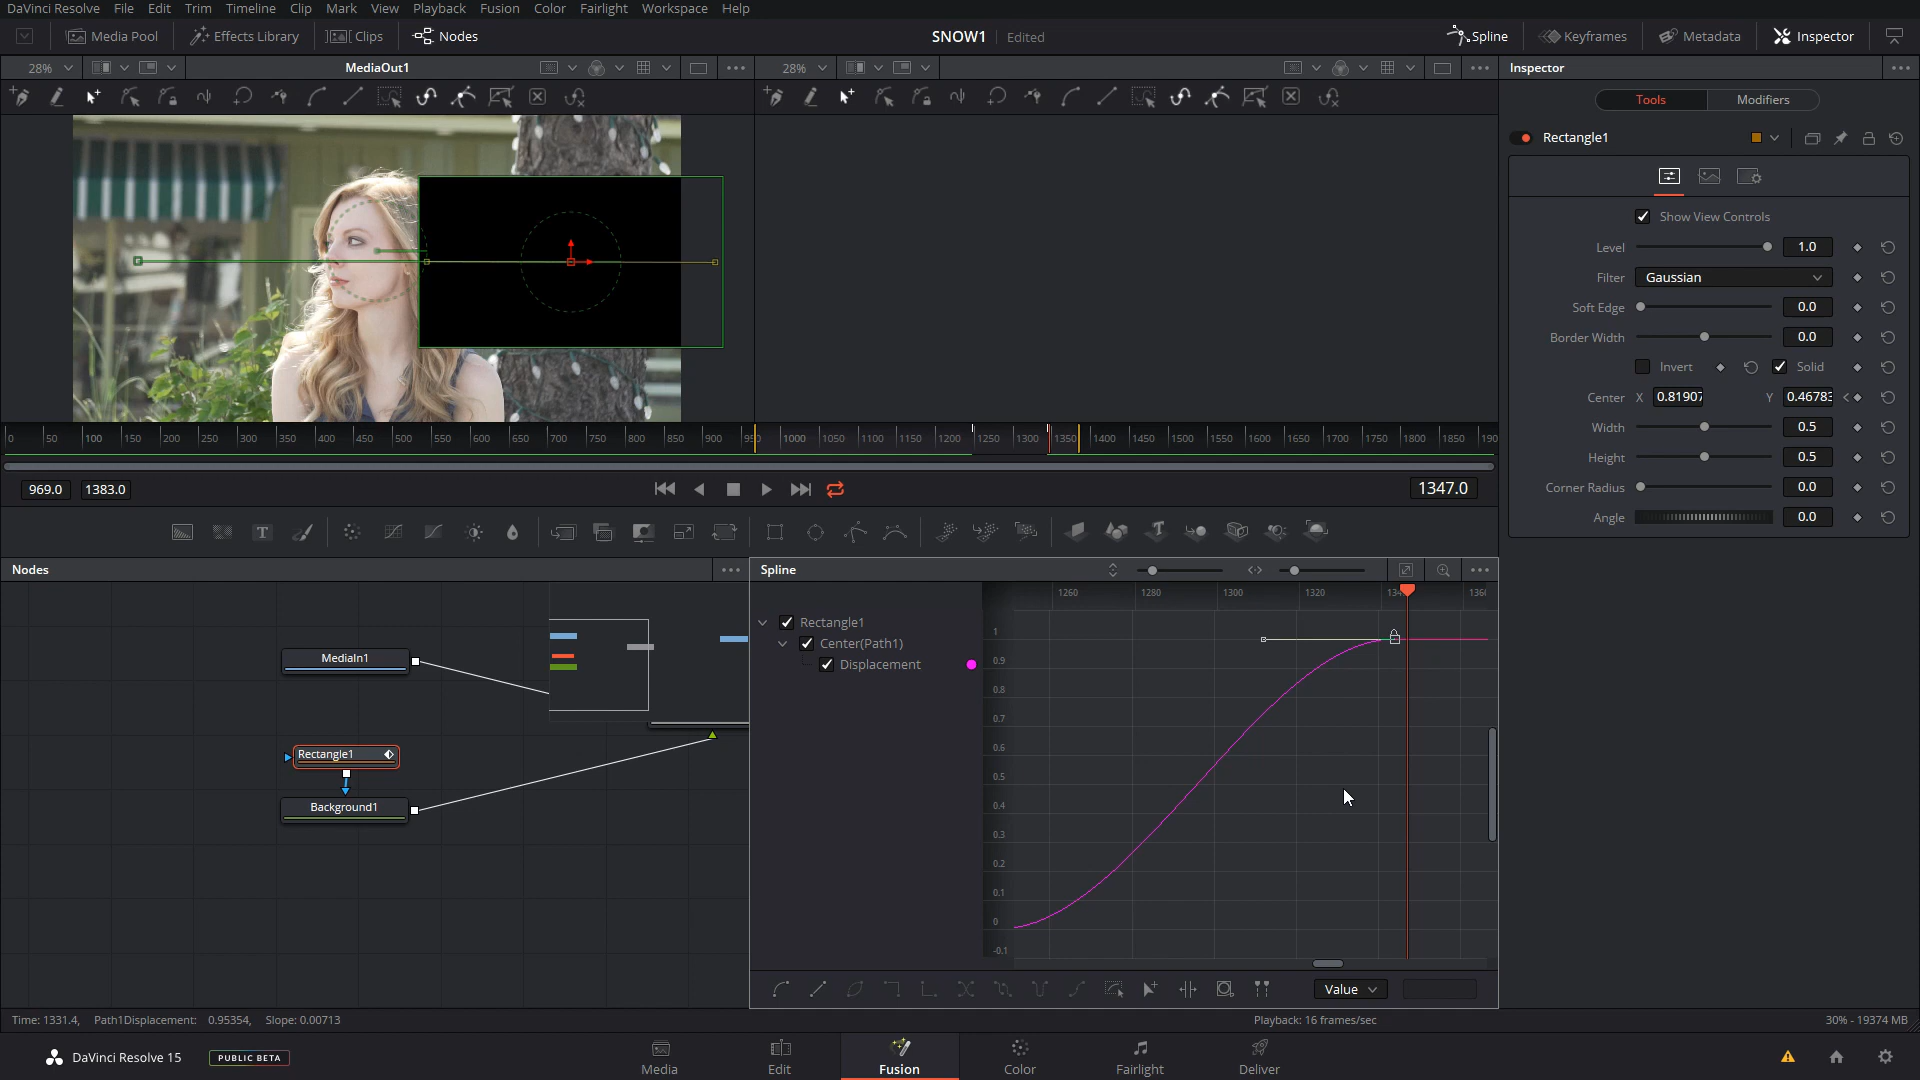 DaVinci Resolve File Edit Trim Timeline Clip Mark View Playback Fusion Color Fairlight Workspace Help
Media Pool Effects Library Clips Nodes SNOW1 Edited Spline Keyframes Metadata Inspector
28% MediaOut1 28% Inspector
Tools Modifiers
Rectangle1
Show View Controls
Level 1.0
Filter Gaussian
Soft Edge 0.0
Border Width 0.0
Invert Solid
Center X 0.81907 Y 0.46783
Width 0.5
Height 0.5
Corner Radius 0.0
Angle 0.0
0 50 100 150 200 250 300 350 400 450 500 550 600 650 700 750 800 850 900 1000 1050 1100 1150 1200 1250 1300 1350 1400 1450 1500 1550 1600 1650 1700 1750 1800 1850 190
969.0 1383.0 1347.0
Nodes Spline
1260 1280 1300 1320
MediaIn1
Rectangle1
Background1
Rectangle1
Center(Path1)
Displacement
1
0.9
0.8
0.7
0.6
0.5
0.4
0.3
0.2
0.1
0
-0.1
Value
Time: 1331.4, Path1Displacement: 0.95354, Slope: 0.00713 Playback: 16 frames/sec 30% - 19374 MB
DaVinci Resolve 15 PUBLIC BETA Media Edit Fusion Color Fairlight Deliver